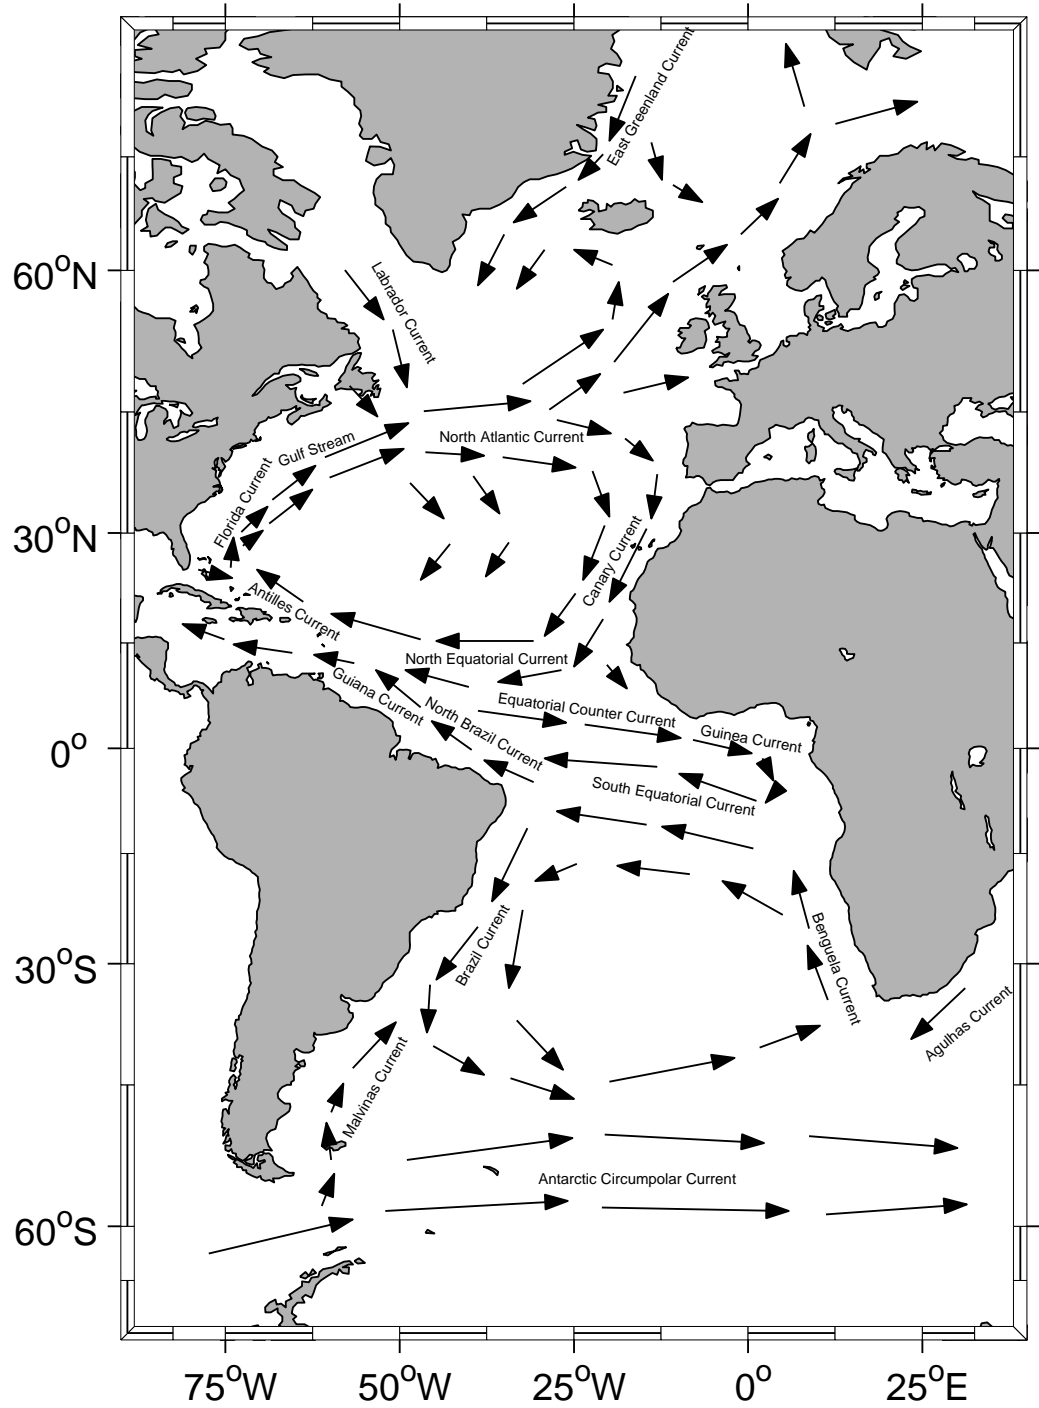 East Greenland Current
60°N
Labrador Current
North Atlantic Current
Gulf Stream
Florida Current
30°N
Canary Current
Antilles Current
North Equatorial Current
Guiana Current
North Brazil Current
Equatorial Counter Current
Guinea Current
0°
South Equatorial Current
Brazil Current
Benguela Current
30°S
Agulhas Current
Malvinas Current
Antarctic Circumpolar Current
60°S
75°W 50°W 25°W 0° 25°E